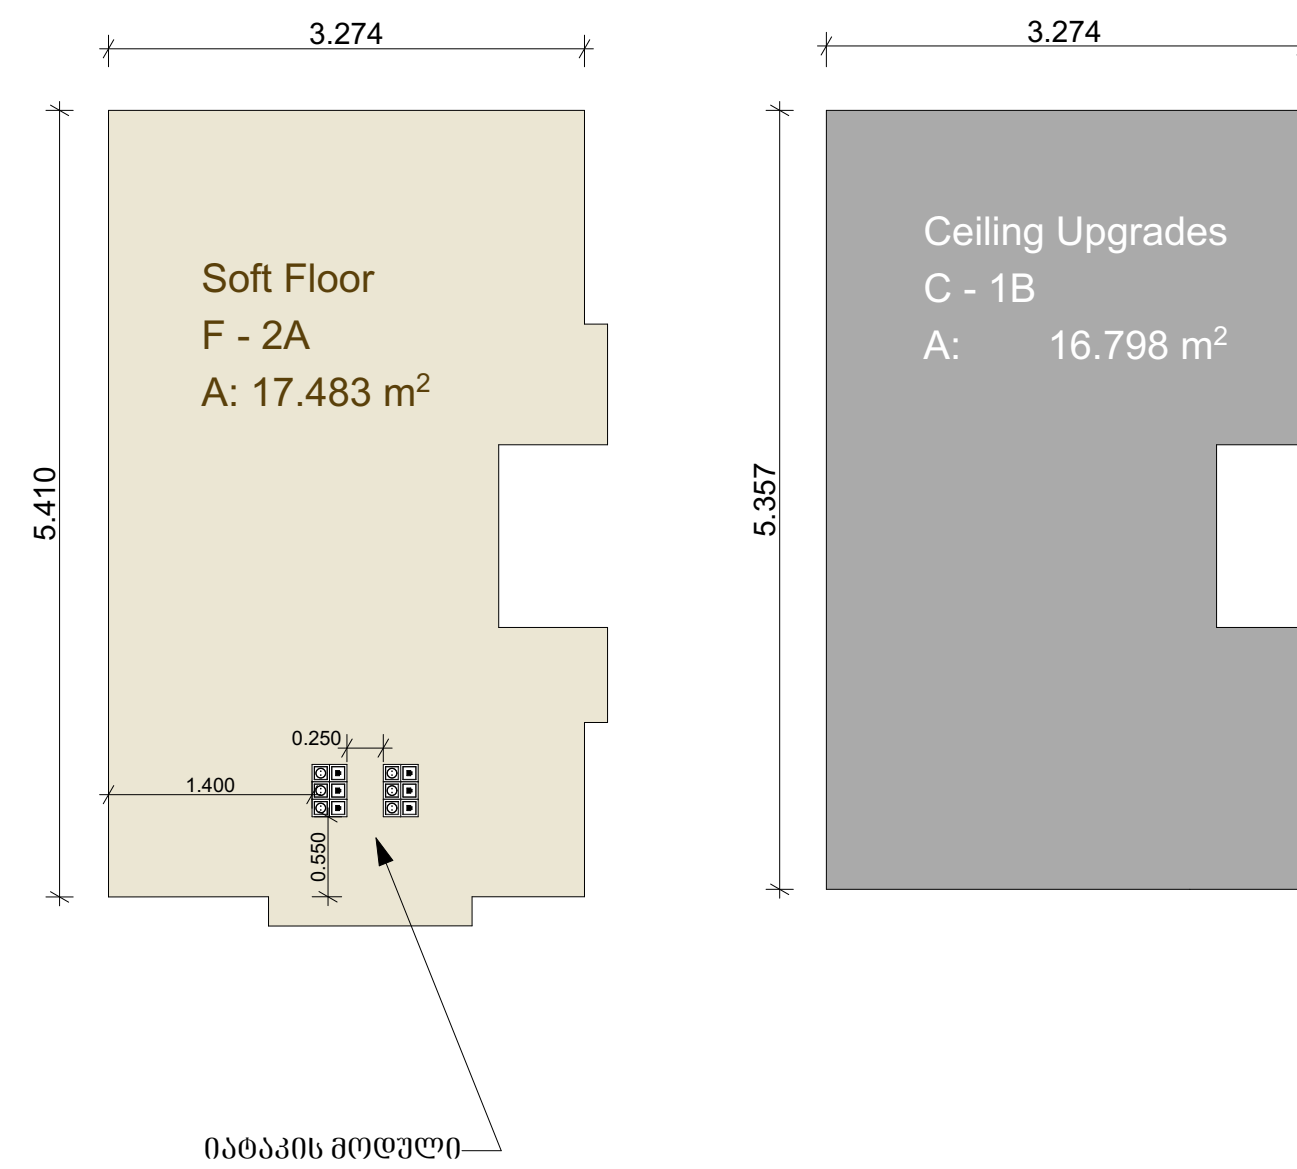 3.274
3.274
Ceiling Upgrades
C - 1B
A: 16.798 m²
Soft Floor
F - 2A
A: 17.483 m²
5.410
5.357
0.250
1.400
0.550
იატაკის მოდული